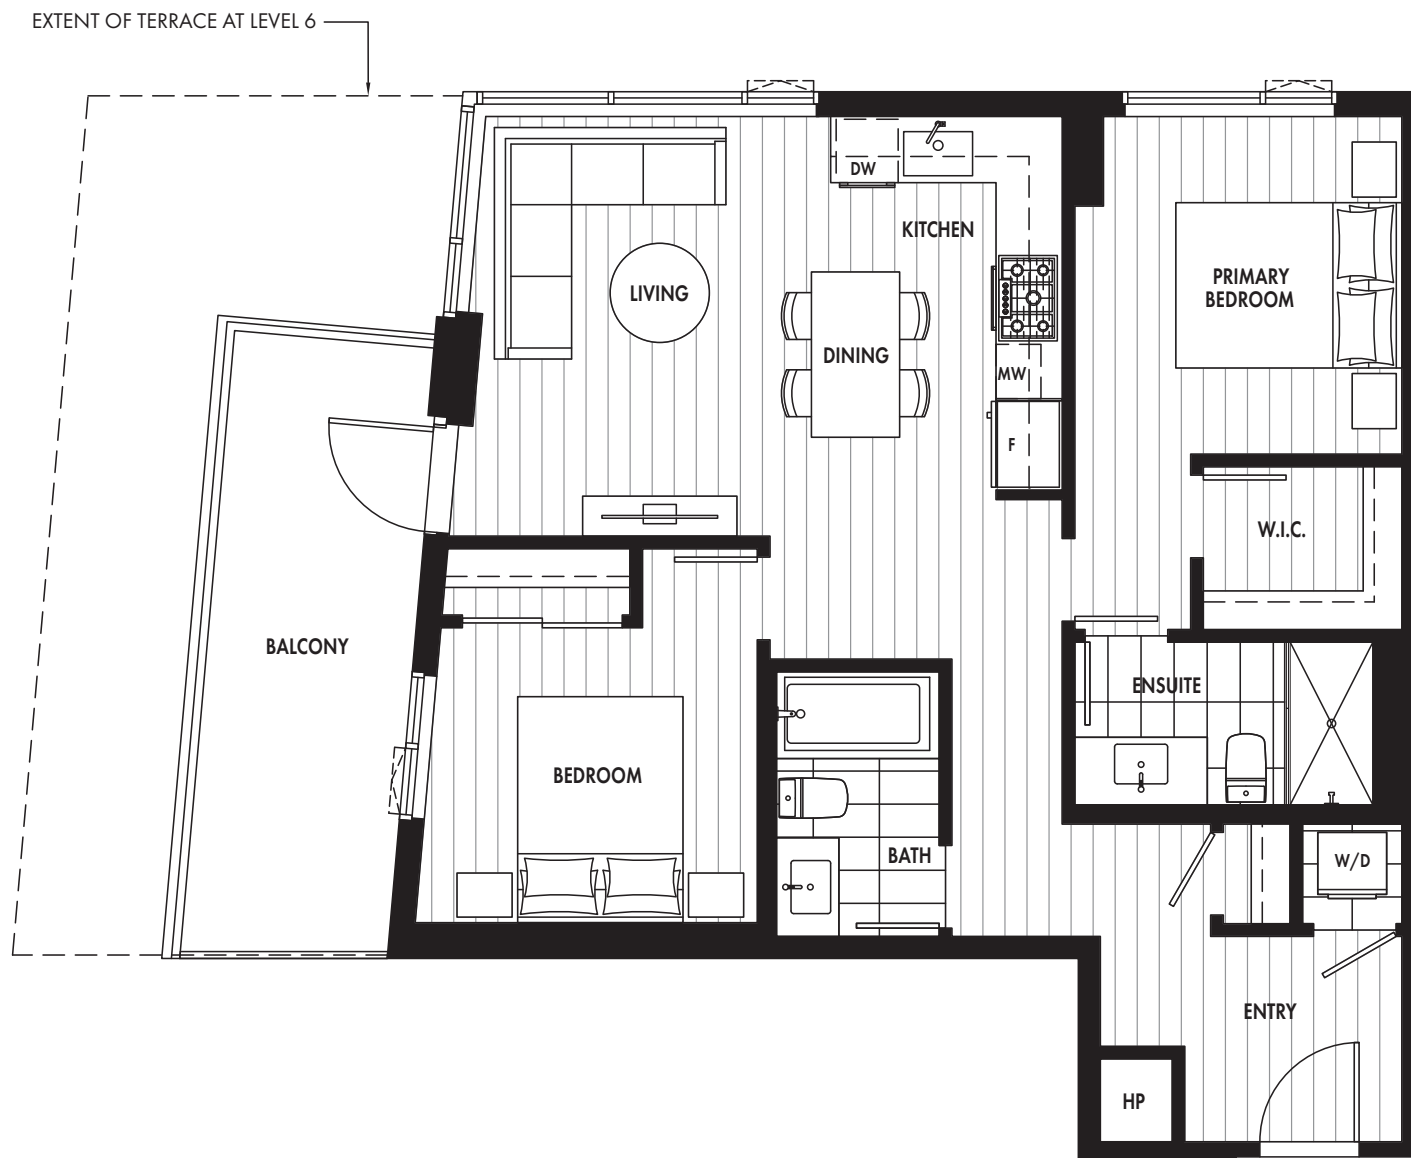 EXTENT OF TERRACE AT LEVEL 6
DW
KITCHEN
PRIMARY
BEDROOM
LIVING
DINING
MW
F
W.I.C.
BALCONY
ENSUITE
BEDROOM
BATH
W/D
ENTRY
HP